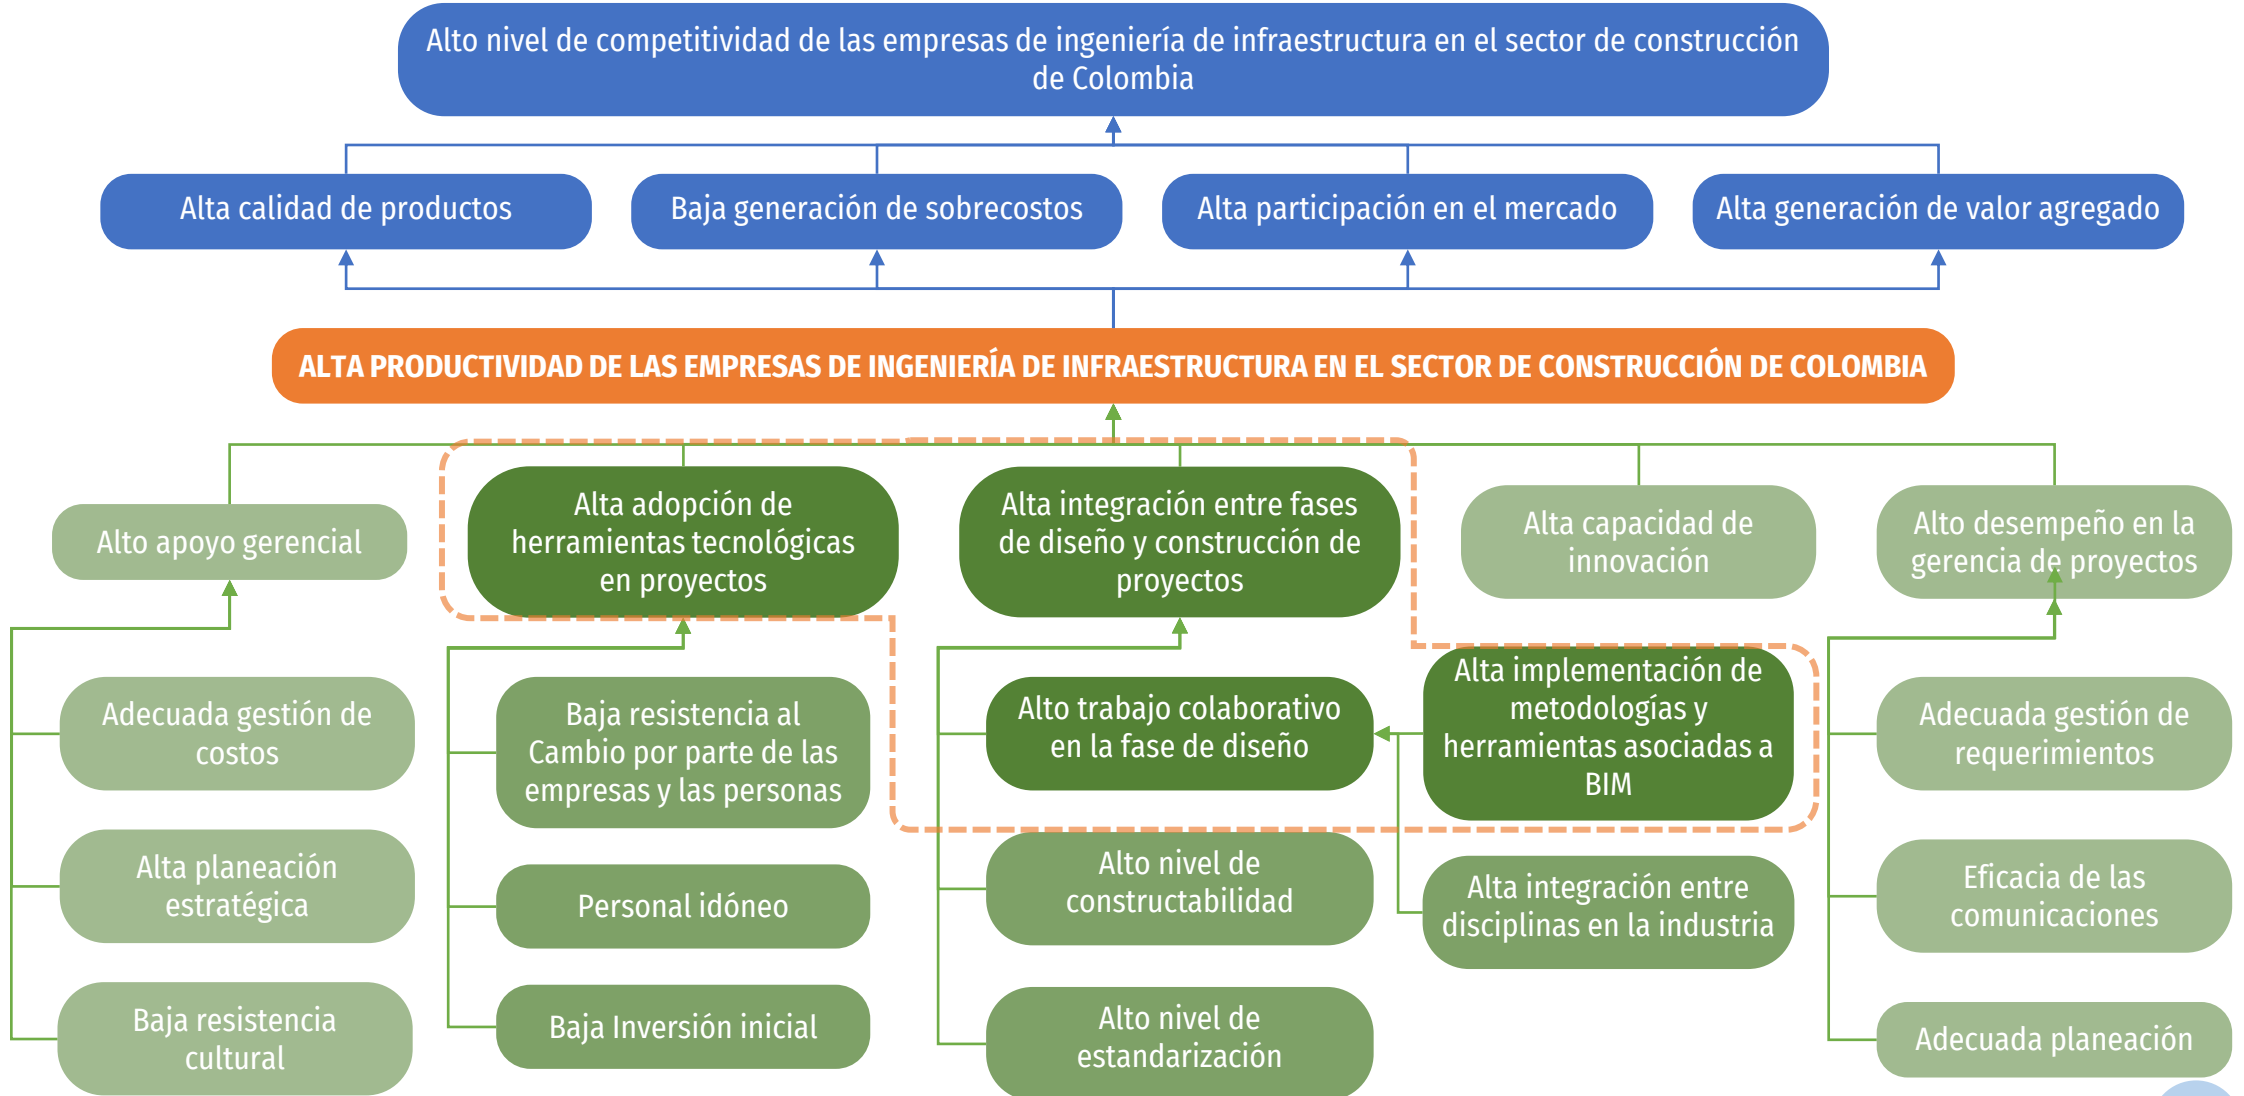 Alto nivel de competitividad de las empresas de ingeniería de infraestructura en el sector de construcción
de Colombia
Alta calidad de productos
Baja generación de sobrecostos
Alta participación en el mercado
Alta generación de valor agregado
ALTA PRODUCTIVIDAD DE LAS EMPRESAS DE INGENIERÍA DE INFRAESTRUCTURA EN EL SECTOR DE CONSTRUCCIÓN DE COLOMBIA
Alto apoyo gerencial
Alta adopción de
herramientas tecnológicas
en proyectos
Alta integración entre fases
de diseño y construcción de
proyectos
Alta capacidad de
innovación
Alto desempeño en la
gerencia de proyectos
Adecuada gestión de
costos
Baja resistencia al
Cambio por parte de las
empresas y las personas
Alto trabajo colaborativo
en la fase de diseño
Alta implementación de
metodologías y
herramientas asociadas a
BIM
Adecuada gestión de
requerimientos
Alta planeación
estratégica
Personal idóneo
Alto nivel de
constructabilidad
Alta integración entre
disciplinas en la industria
Eficacia de las
comunicaciones
Baja resistencia
cultural
Baja Inversión inicial
Alto nivel de
estandarización
Adecuada planeación